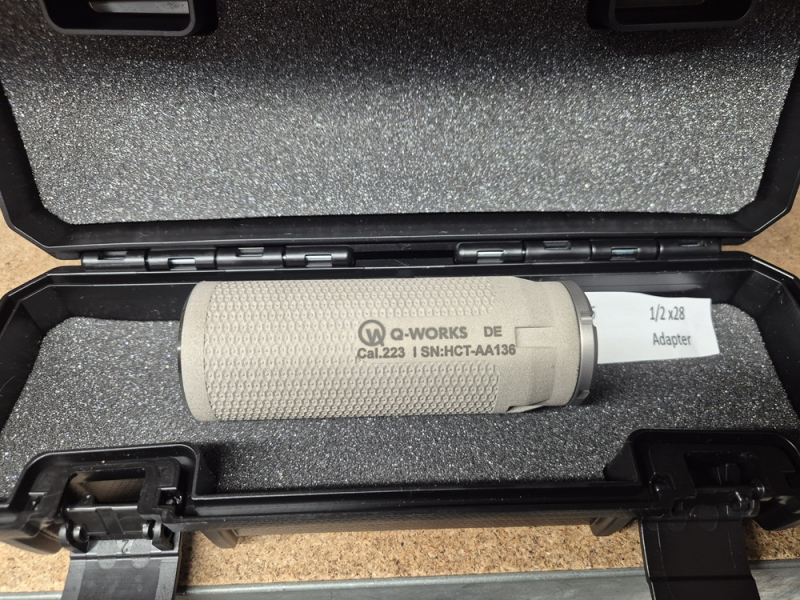 Q-WORKS DE
Cal.223 | SN:HCT-AA136
1/2 x28
Adapter